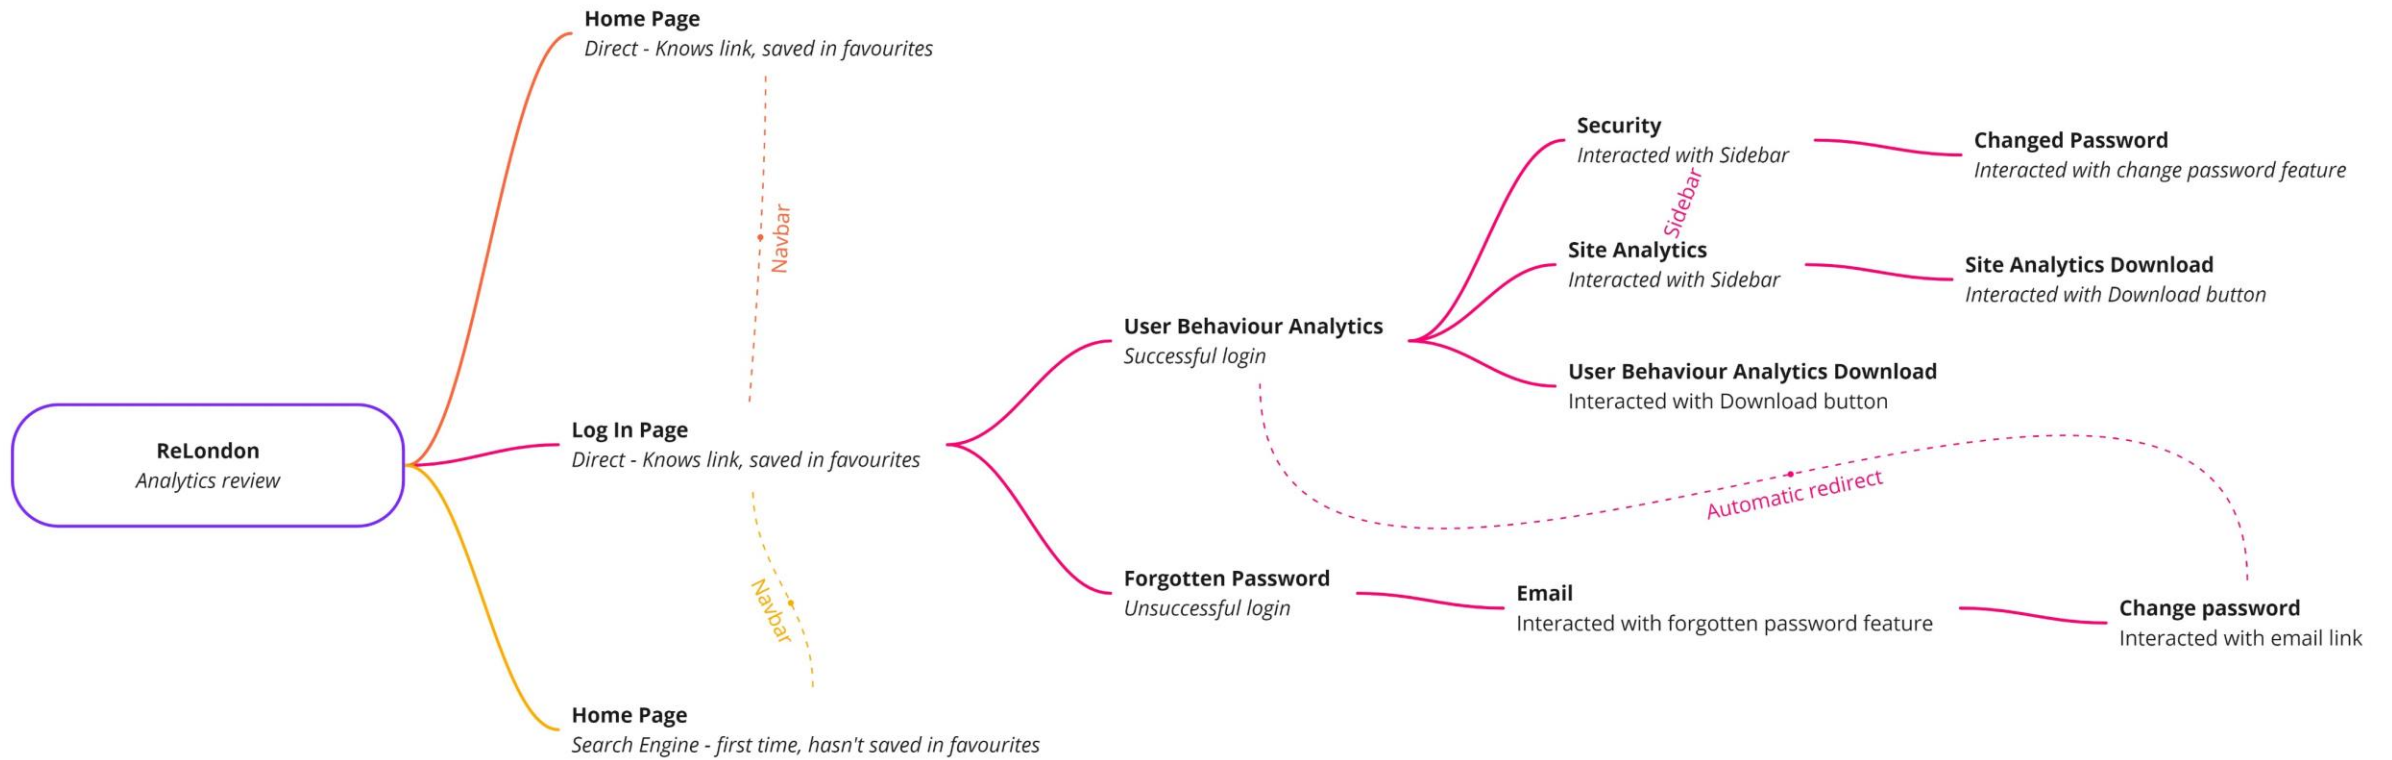 Home Page
Direct - Knows link, saved in favourites
Navbar
ReLondon
Analytics review
Log In Page
Direct - Knows link, saved in favourites
Navbar
Home Page
Search Engine - first time, hasn't saved in favourites
User Behaviour Analytics
Successful login
Security
Interacted with Sidebar
Sidebar
Changed Password
Interacted with change password feature
Site Analytics
Interacted with Sidebar
Site Analytics Download
Interacted with Download button
User Behaviour Analytics Download
Interacted with Download button
Automatic redirect
Forgotten Password
Unsuccessful login
Email
Interacted with forgotten password feature
Change password
Interacted with email link